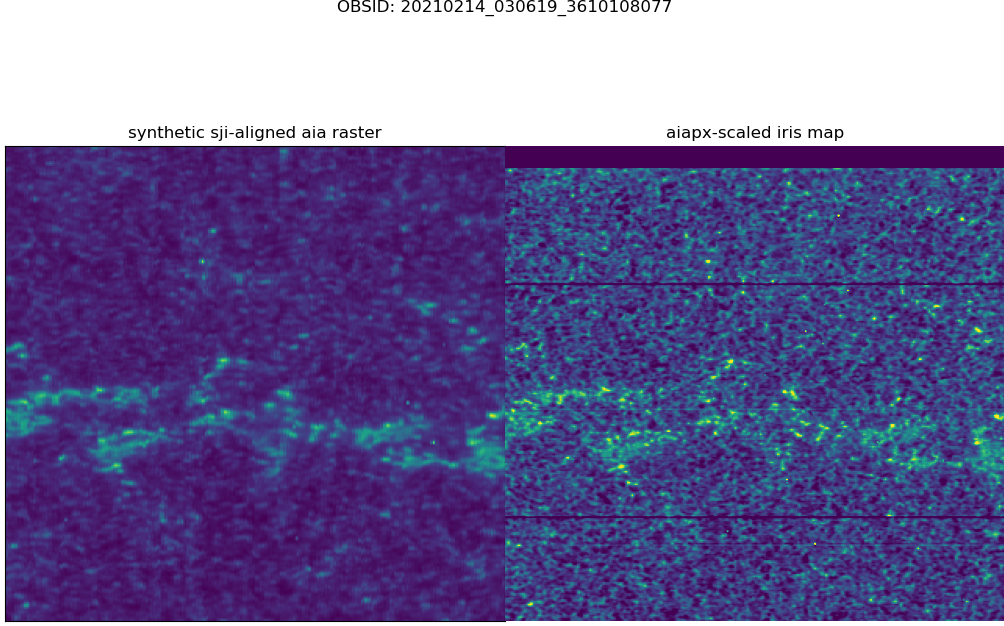 OBSID: 20210214_030619_3610108077
synthetic sji-aligned aia raster
aiapx-scaled iris map